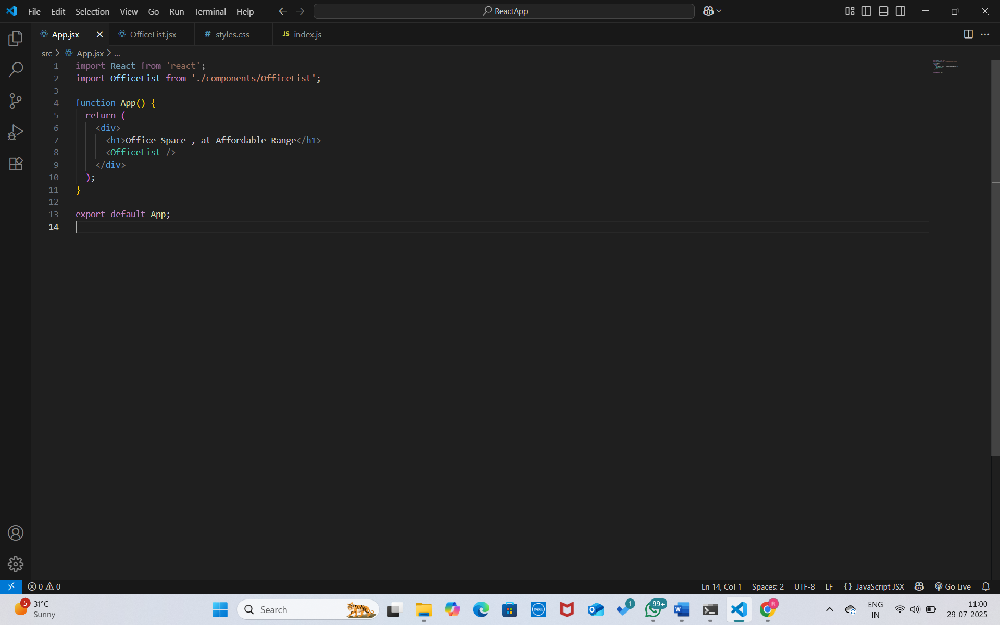 File Edit Selection View Go Run Terminal Help ReactApp
App.jsx OfficeList.jsx # styles.css JS index.js
src > App.jsx > ...
1 import React from 'react';
2 import OfficeList from './components/OfficeList';
3
4 function App() {
5 return (
6 <div>
7 <h1>Office Space , at Affordable Range</h1>
8 <OfficeList />
9 </div>
10 );
11 }
12
13 export default App;
14
0 0 Ln 14, Col 1 Spaces: 2 UTF-8 LF {} JavaScript JSX Go Live
5 31°C
Sunny
Search
DELL
1
99+
W
R
ENG
IN
11:00
29-07-2025